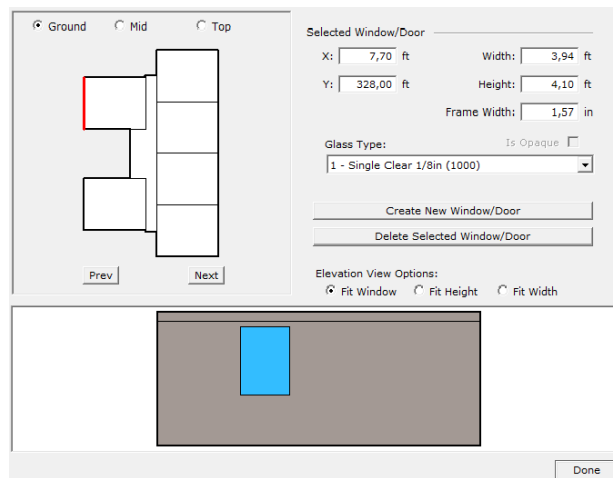 Ground Mid Top
Selected Window/Door
X: 7,70 ft Width: 3,94 ft
Y: 328,00 ft Height: 4,10 ft
Frame Width: 1,57 in
Glass Type: Is Opaque
1 - Single Clear 1/8in (1000)
Create New Window/Door
Delete Selected Window/Door
Prev Next
Elevation View Options:
Fit Window Fit Height Fit Width
Done